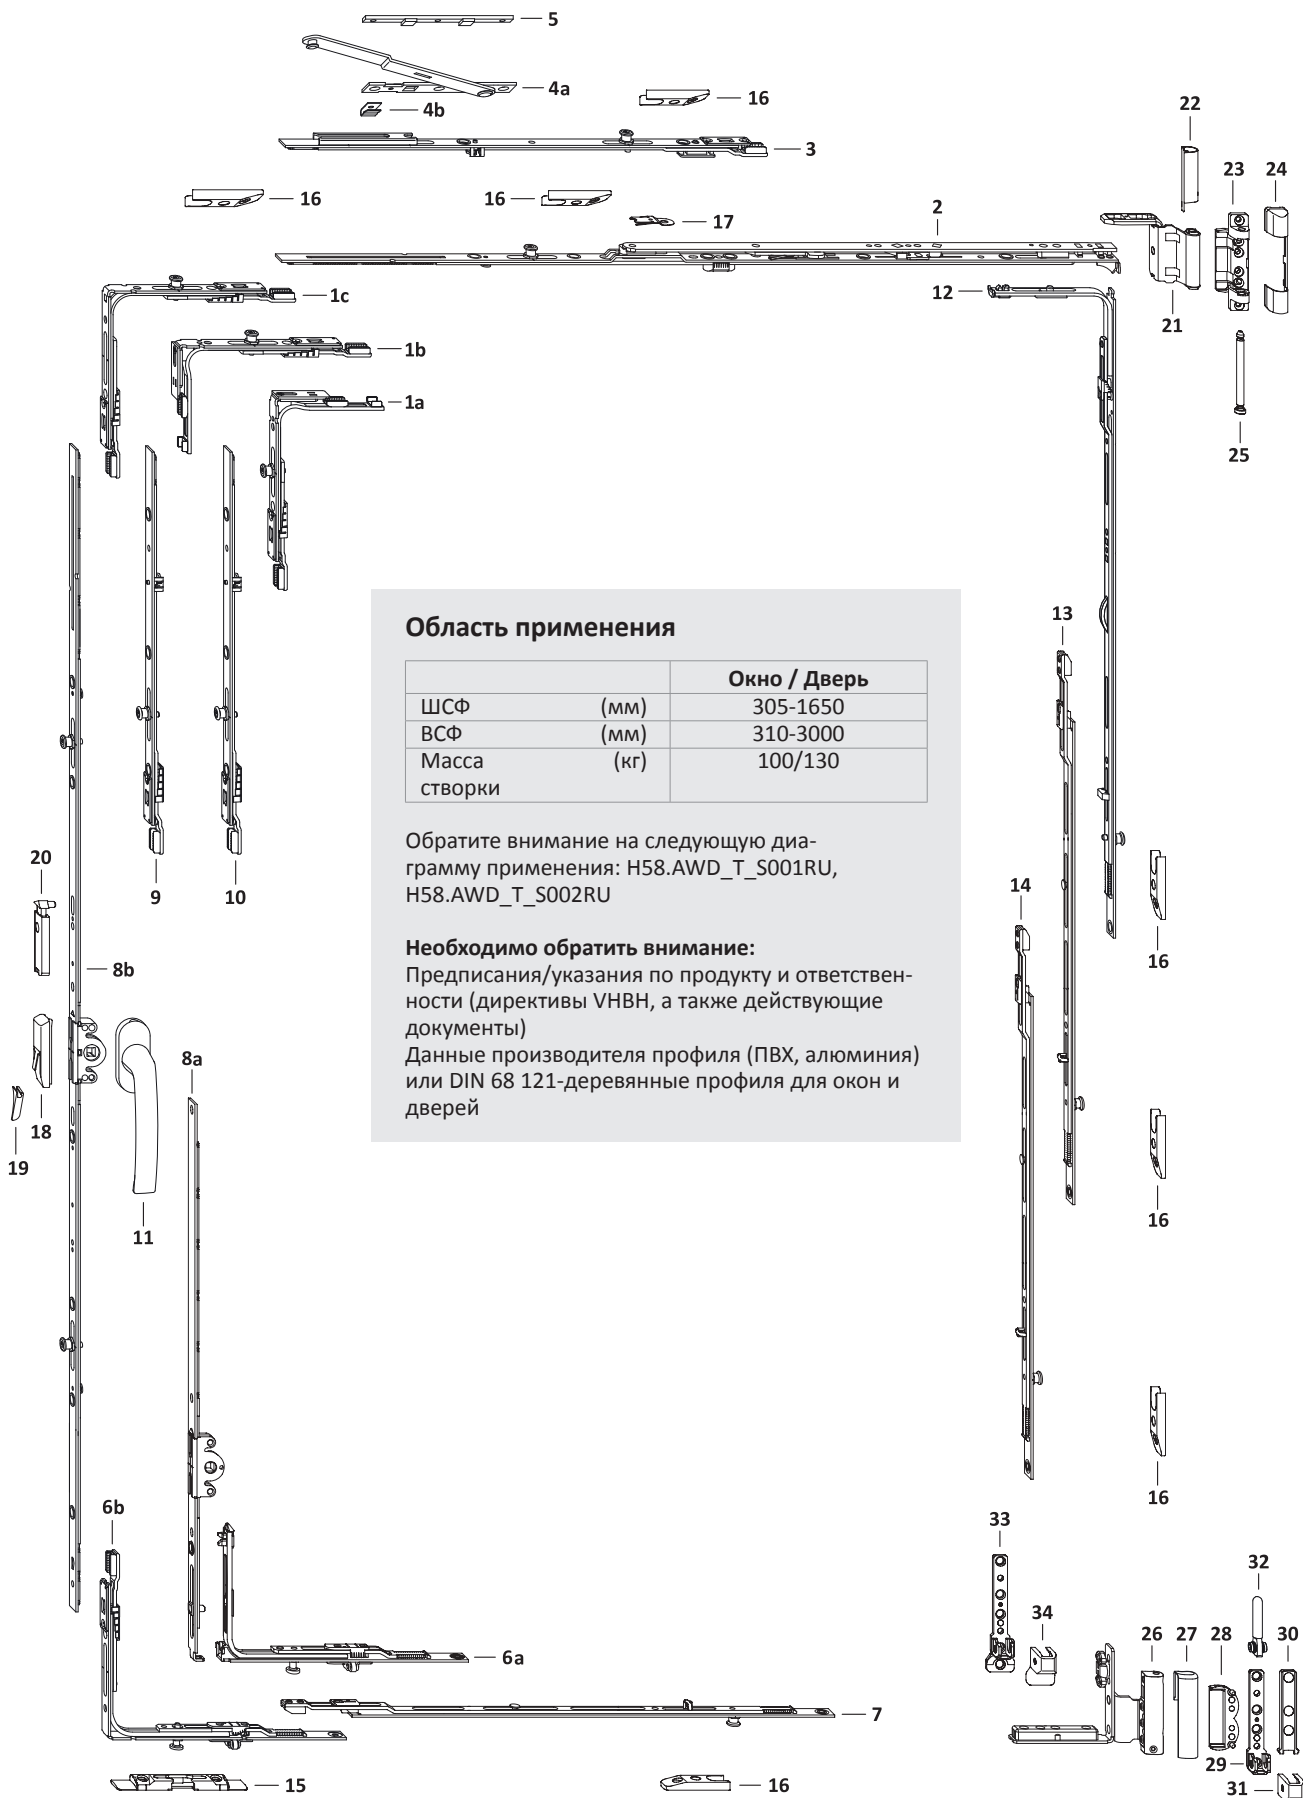 5
4a
16
4b
22
3
23
24
16
16
17
2
1c
12
21
1b
1a
25
Область применения
13
Окно / Дверь
ШСФ (мм) 305-1650
ВСФ (мм) 310-3000
Масса (кг) 100/130
створки
Обратите внимание на следующую диа-
грамму применения: H58.AWD_T_S001RU,
H58.AWD_T_S002RU
20
9
10
14
Необходимо обратить внимание:
16
8b
Предписания/указания по продукту и ответствен-
ности (директивы VHBH, а также действующие
документы)
8a
Данные производителя профиля (ПВХ, алюминия)
или DIN 68 121-деревянные профиля для окон и
дверей
18
19
11
16
16
6b
33
32
34
26
27
28
30
6a
7
29
15
16
31